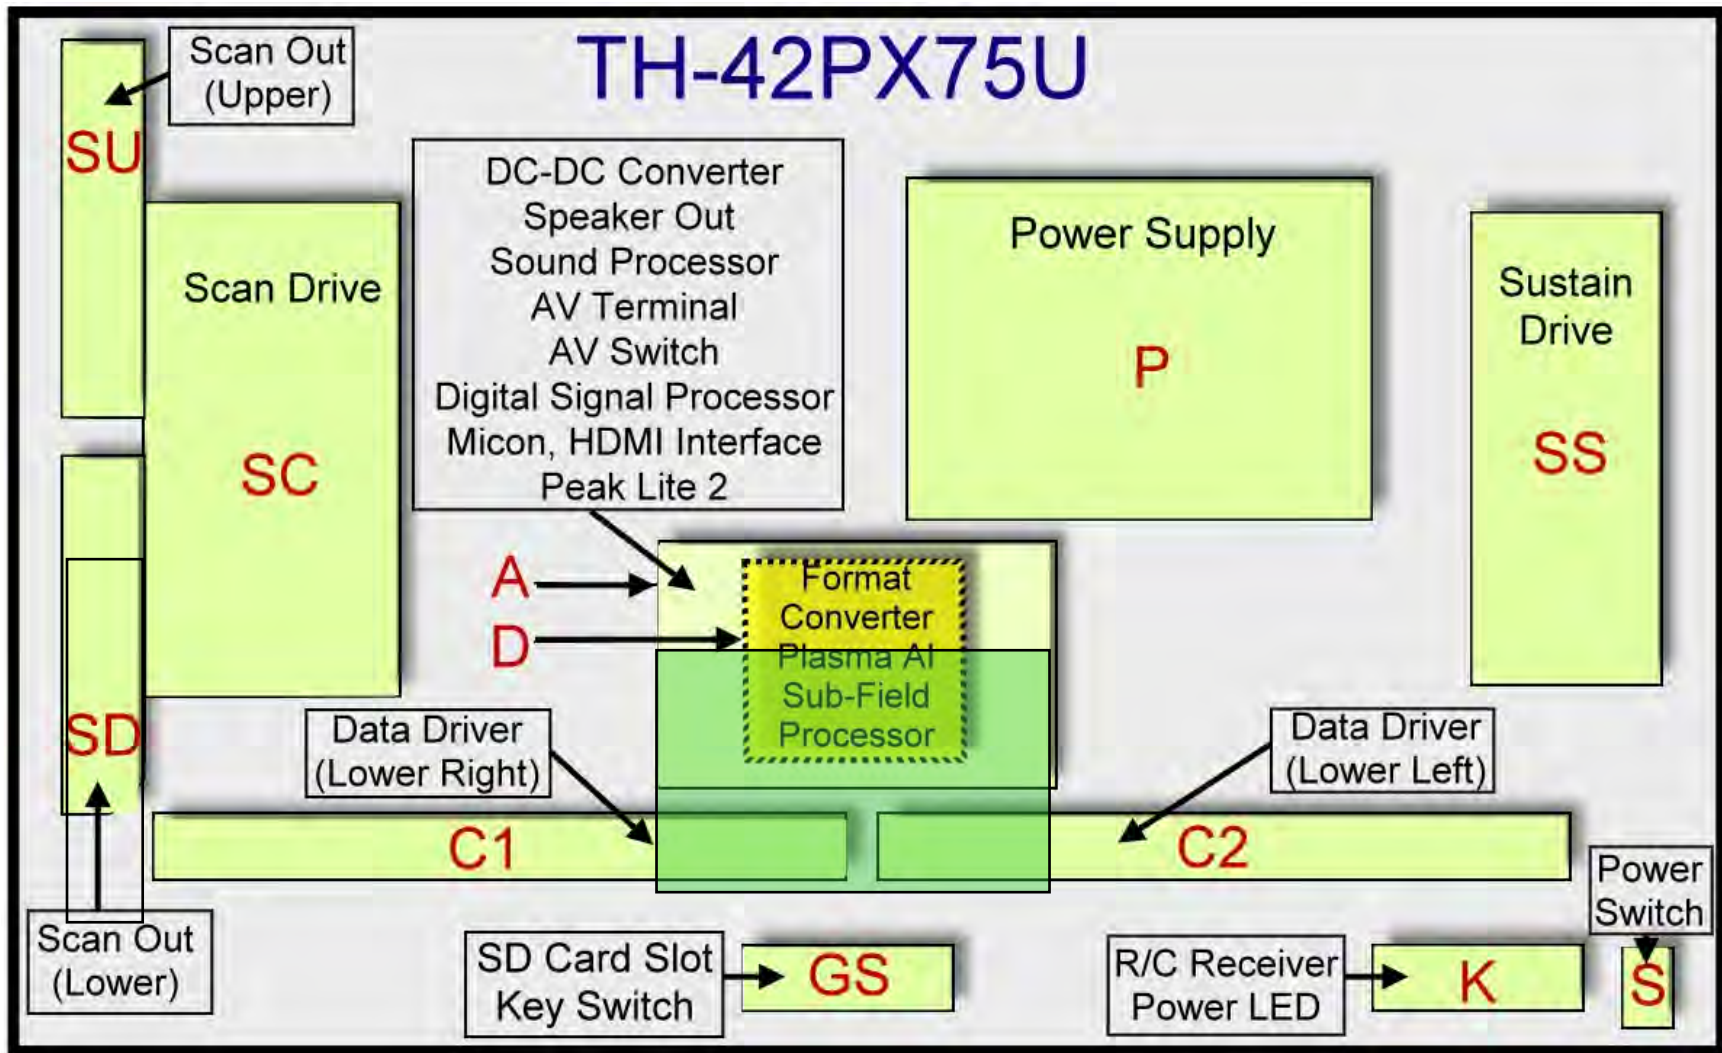 TH-42PX75U
Scan Out
(Upper)
SU
DC-DC Converter
Speaker Out
Sound Processor
AV Terminal
AV Switch
Digital Signal Processor
Micon, HDMI Interface
Peak Lite 2
Scan Drive
SC
Power Supply
P
Sustain
Drive
SS
A
D
Format
Converter
Plasma AI
Sub-Field
Processor
SD
Data Driver
(Lower Right)
Data Driver
(Lower Left)
C1
C2
Scan Out
(Lower)
SD Card Slot
Key Switch
GS
R/C Receiver
Power LED
K
Power
Switch
S